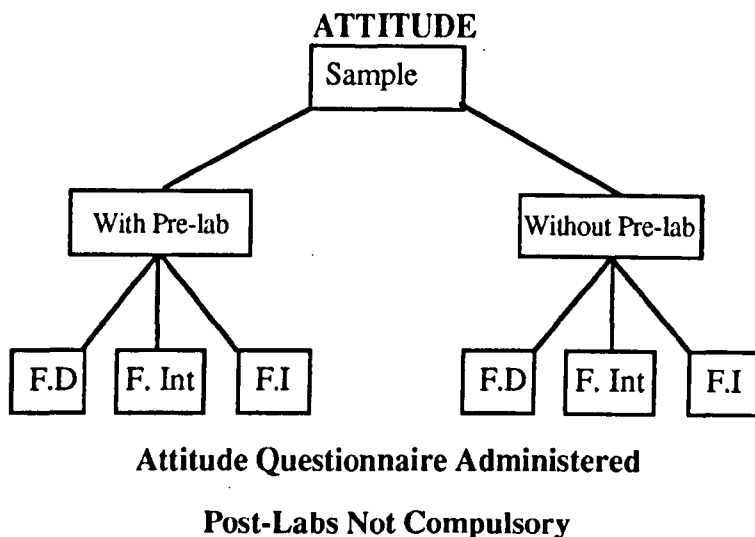 ATTITUDE
Sample
With Pre-lab
Without Pre-lab
F.D
F. Int
F.I
F.D
F. Int
F.I
Attitude Questionnaire Administered
Post-Labs Not Compulsory